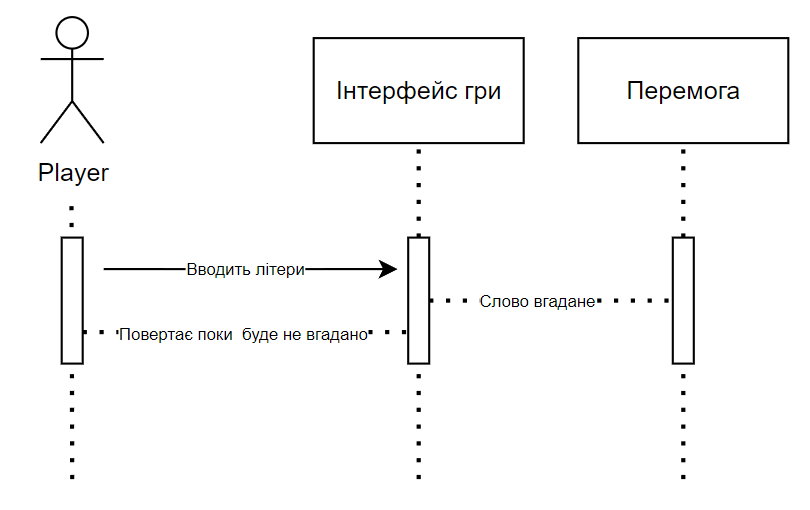 Player
Інтерфейс гри
Перемога
Вводить літери
Слово вгадане
Повертає поки  буде не вгадано